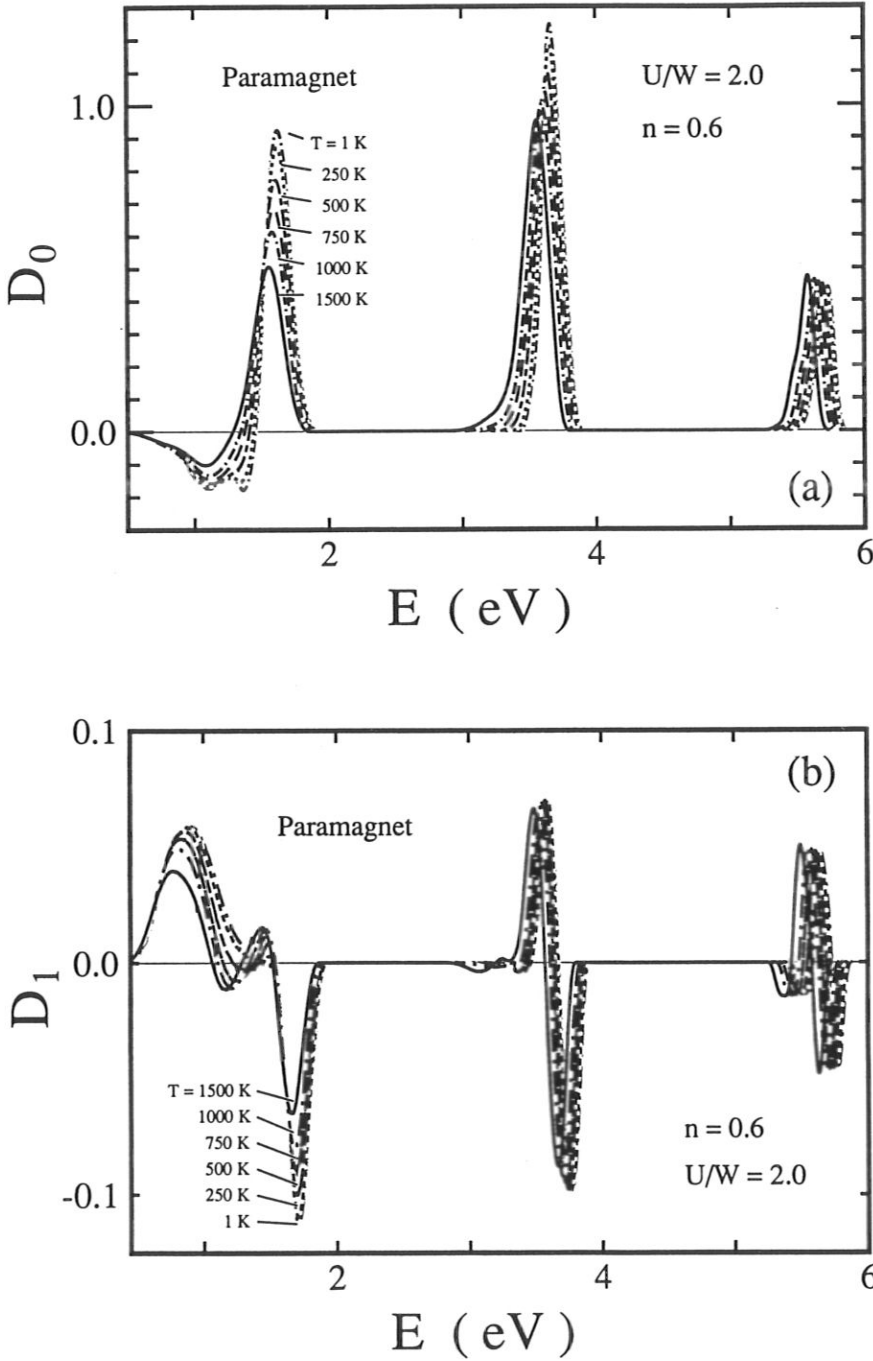 Paramagnet
U/W = 2.0
n = 0.6
1.0
T = 1 K
250 K
500 K
750 K
1000 K
1500 K
D0
0.0
(a)
2
4
6
E ( eV )
0.1
(b)
Paramagnet
0.0
D1
T = 1500 K
1000 K
750 K
500 K
250 K
1 K
n = 0.6
U/W = 2.0
-0.1
2
4
6
E ( eV )